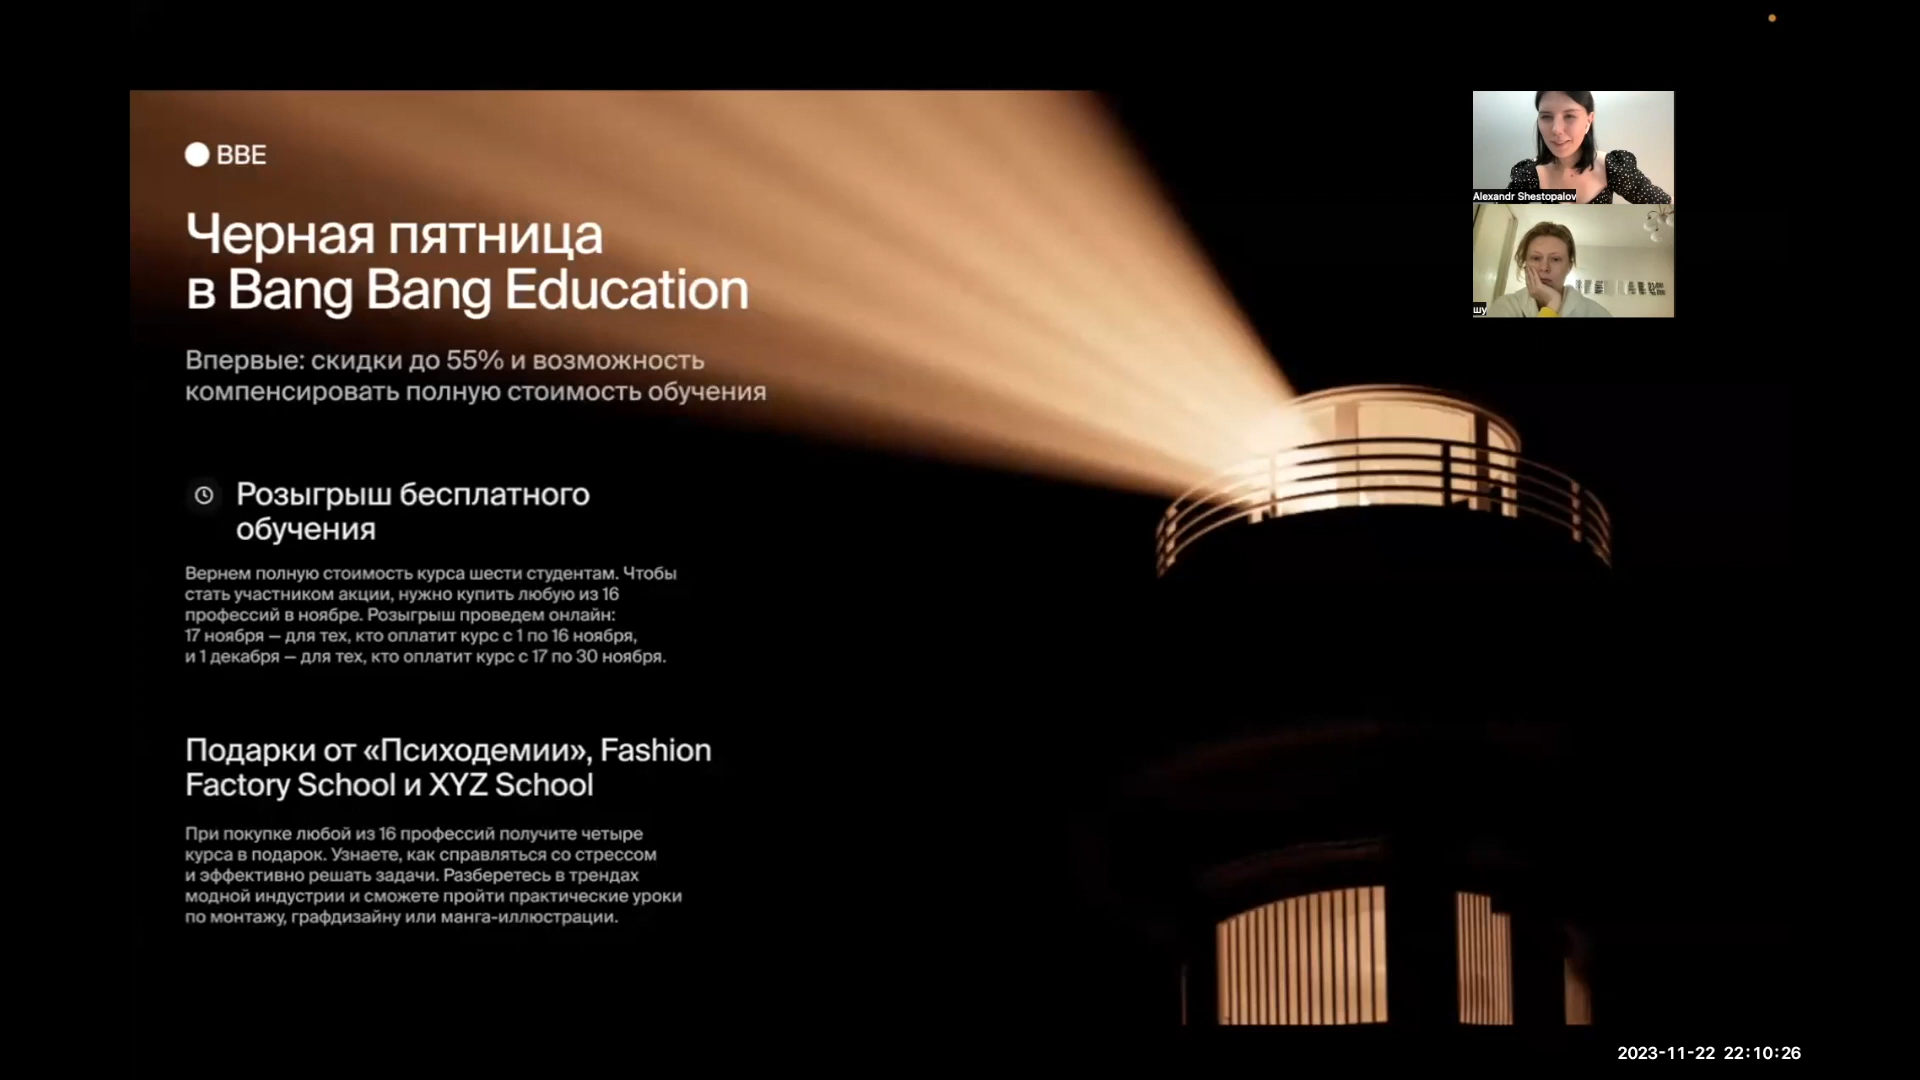 BBE
Черная пятница
в Bang Bang Education
Впервые: скидки до 55% и возможность
компенсировать полную стоимость обучения
Розыгрыш бесплатного
обучения
Вернем полную стоимость курса шести студентам. Чтобы
стать участником акции, нужно купить любую из 16
профессий в ноябре. Розыгрыш проведем онлайн:
17 ноября — для тех, кто оплатит курс с 1 по 16 ноября,
и 1 декабря — для тех, кто оплатит курс с 17 по 30 ноября.
Подарки от «Психодемии», Fashion
Factory School и XYZ School
При покупке любой из 16 профессий получите четыре
курса в подарок. Узнаете, как справляться со стрессом
и эффективно решать задачи. Разберетесь в трендах
модной индустрии и сможете пройти практические уроки
по монтажу, графдизайну или манга-иллюстрации.
Alexandr Shestopalov
шу
2023-11-22 22:10:26